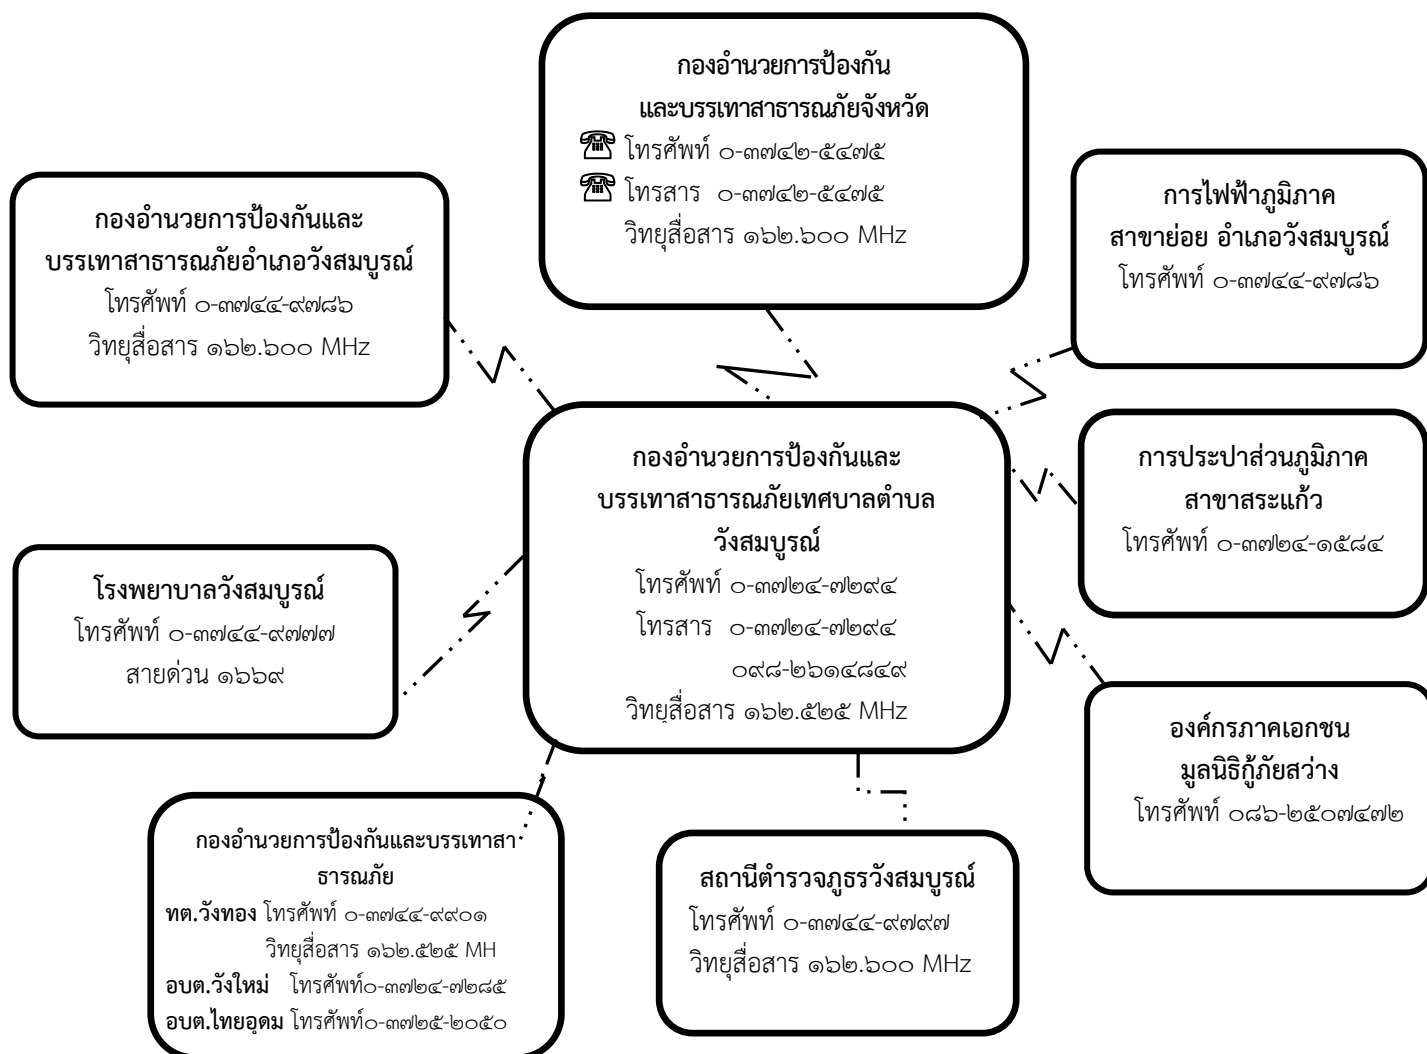 กองอำนวยการป้องกัน
และบรรเทาสาธารณภัยจังหวัด
โทรศัพท์ ๐-๓๗๔๒-๕๔๗๕
โทรสาร ๐-๓๗๔๒-๕๔๗๕
วิทยุสื่อสาร ๑๖๒.๖๐๐ MHz
กองอำนวยการป้องกันและ
บรรเทาสาธารณภัยอำเภอวังสมบูรณ์
โทรศัพท์ ๐-๓๗๔๔-๙๗๘๖
วิทยุสื่อสาร ๑๖๒.๖๐๐ MHz
การไฟฟ้าภูมิภาค
สาขาย่อย อำเภอวังสมบูรณ์
โทรศัพท์ ๐-๓๗๔๔-๙๗๘๖
กองอำนวยการป้องกันและ
บรรเทาสาธารณภัยเทศบาลตำบล
วังสมบูรณ์
โทรศัพท์ ๐-๓๗๒๔-๗๒๙๔
โทรสาร ๐-๓๗๒๔-๗๒๙๔
๐๙๘-๒๖๑๔๘๔๙
วิทยุสื่อสาร ๑๖๒.๕๒๕ MHz
การประปาส่วนภูมิภาค
สาขาสระแก้ว
โทรศัพท์ ๐-๓๗๒๔-๑๕๘๔
โรงพยาบาลวังสมบูรณ์
โทรศัพท์ ๐-๓๗๔๔-๙๗๗๗
สายด่วน ๑๖๖๙
องค์กรภาคเอกชน
มูลนิธิกู้ภัยสว่าง
โทรศัพท์ ๐๘๖-๒๕๐๗๔๗๒
กองอำนวยการป้องกันและบรรเทาสา
ธารณภัย
ทต.วังทอง โทรศัพท์ ๐-๓๗๔๔-๙๙๐๑
วิทยุสื่อสาร ๑๖๒.๕๒๕ MH
อบต.วังใหม่ โทรศัพท์๐-๓๗๒๔-๗๒๘๕
อบต.ไทยอุดม โทรศัพท์๐-๓๗๒๕-๒๐๕๐
สถานีตำรวจภูธรวังสมบูรณ์
โทรศัพท์ ๐-๓๗๔๔-๙๗๙๗
วิทยุสื่อสาร ๑๖๒.๖๐๐ MHz